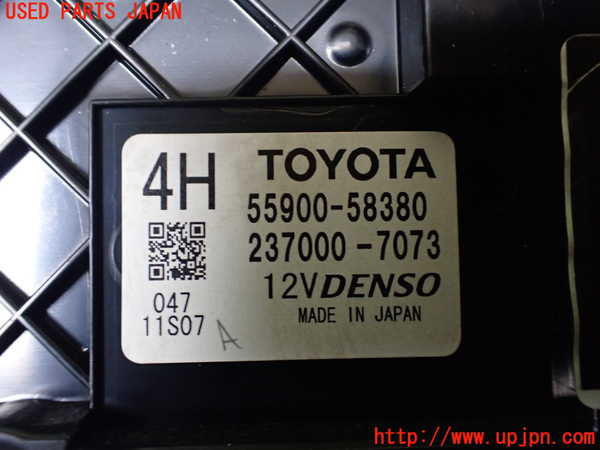 USED PARTS JAPAN
4H
TOYOTA
55900-58380
237000-7073
12V DENSO
MADE IN JAPAN
047
11S07
A
http://www.upjpn.com